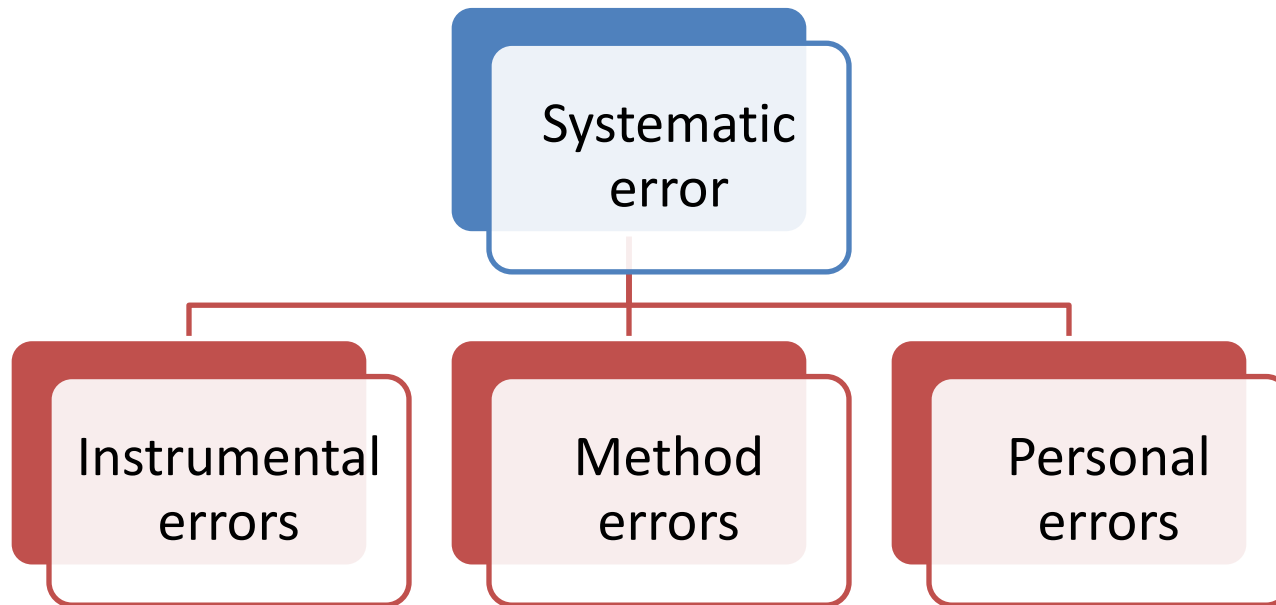 Systematic
error
Instrumental
errors
Method
errors
Personal
errors